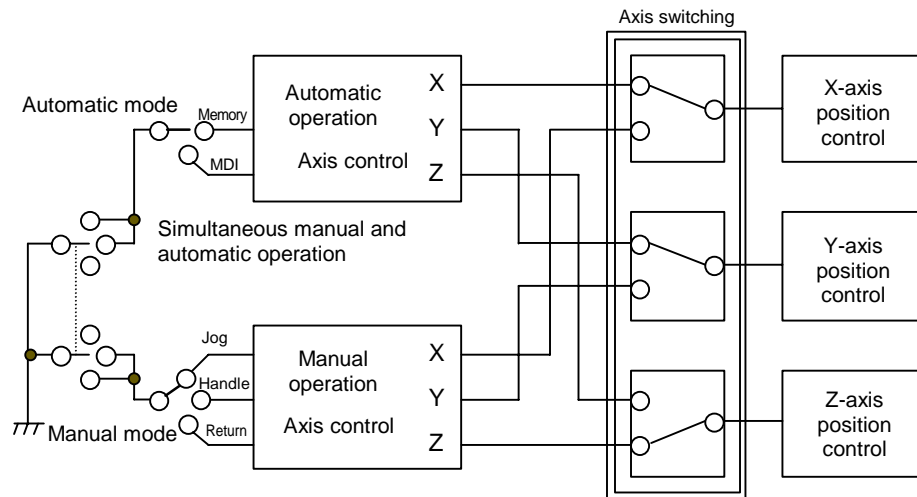 Axis switching
Automatic mode
Memory
MDI
Automatic
operation
Axis control
X
Y
Z
X-axis
position
control
Simultaneous manual and
automatic operation
Y-axis
position
control
Jog
Handle
Return
Manual mode
Manual
operation
Axis control
X
Y
Z
Z-axis
position
control